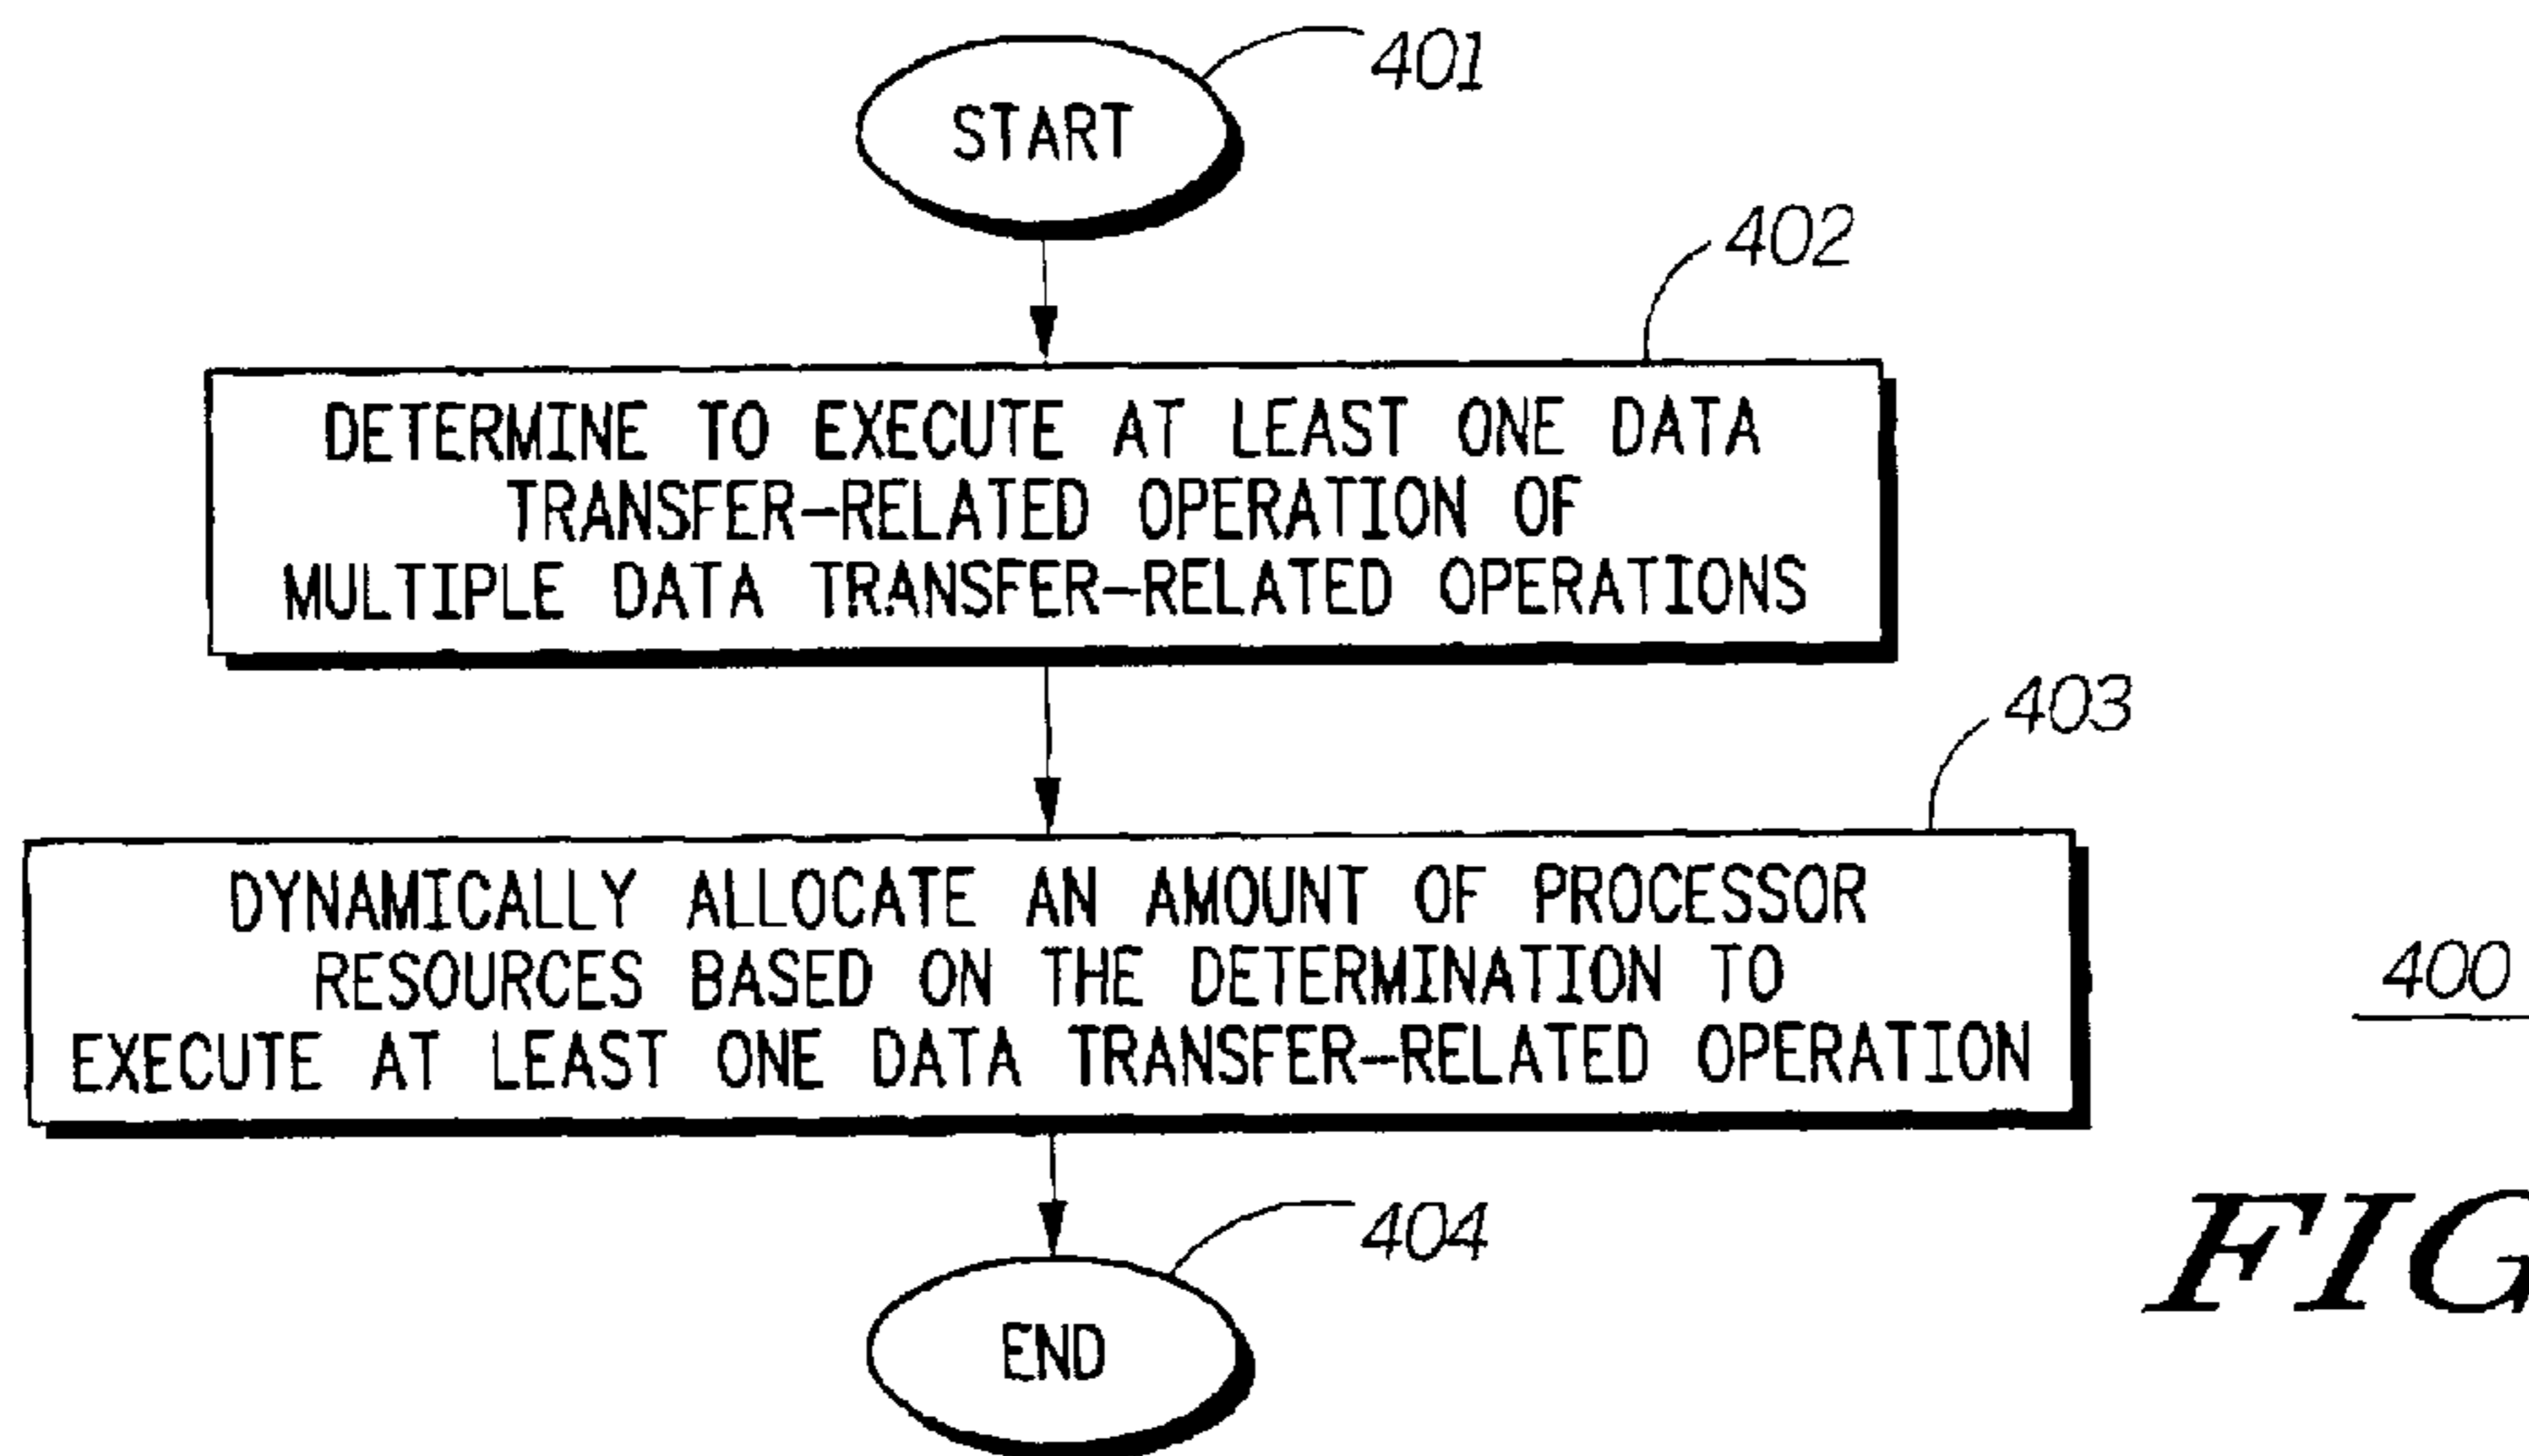 401
START
402
DETERMINE TO EXECUTE AT LEAST ONE DATA
TRANSFER-RELATED OPERATION OF
MULTIPLE DATA TRANSFER-RELATED OPERATIONS
403
DYNAMICALLY ALLOCATE AN AMOUNT OF PROCESSOR
RESOURCES BASED ON THE DETERMINATION TO
EXECUTE AT LEAST ONE DATA TRANSFER-RELATED OPERATION
400
404
END
FIG